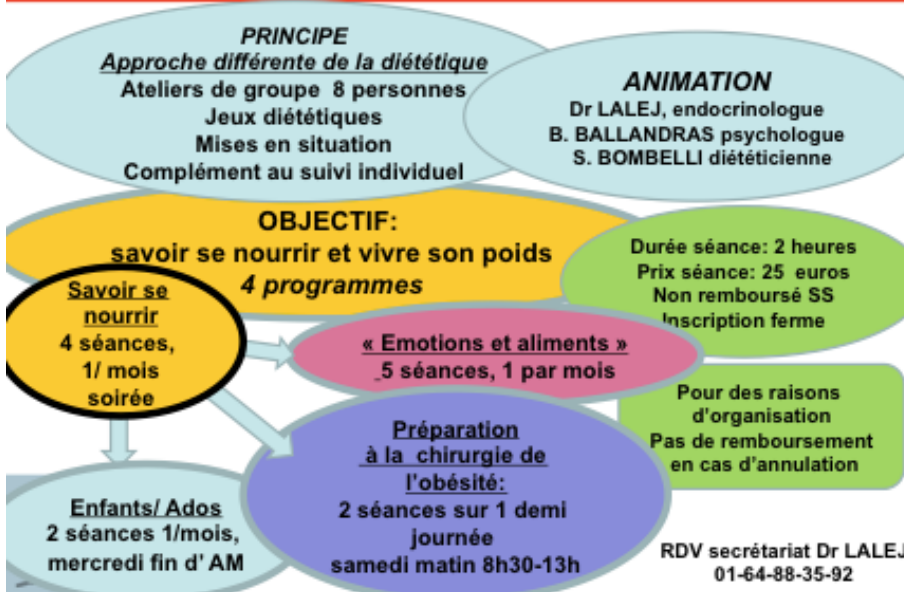 PRINCIPE
Approche différente de la diététique
Ateliers de groupe 8 personnes
Jeux diététiques
Mises en situation
Complément au suivi individuel
ANIMATION
Dr LALEJ, endocrinologue
B. BALLANDRAS psychologue
S. BOMBELLI diététicienne
OBJECTIF:
savoir se nourrir et vivre son poids
4 programmes
Durée séance: 2 heures
Prix séance: 25 euros
Non remboursé SS
Inscription ferme
Savoir se
nourrir
4 séances,
1/ mois
soirée
« Emotions et aliments »
5 séances, 1 par mois
Pour des raisons
d'organisation
Pas de remboursement
en cas d'annulation
Préparation
à la chirurgie de
l'obésité:
2 séances sur 1 demi
journée
samedi matin 8h30-13h
Enfants/ Ados
2 séances 1/mois,
mercredi fin d' AM
RDV secrétariat Dr LALEJ
01-64-88-35-92